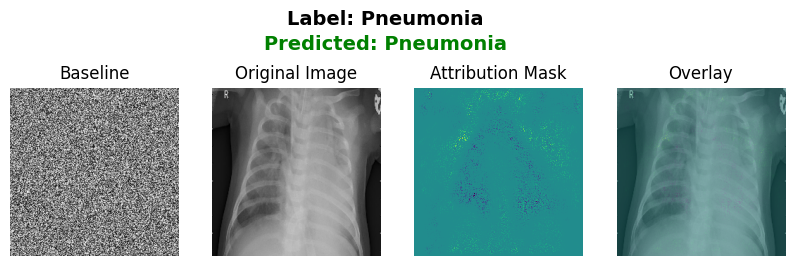 Label: Pneumonia
Predicted: Pneumonia
Baseline
Original Image
Attribution Mask
Overlay
R
R